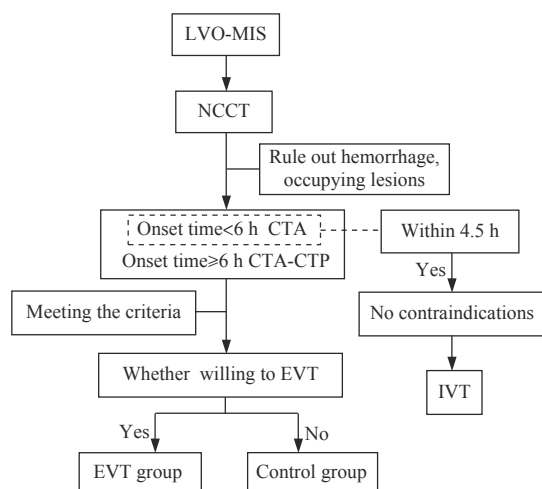 LVO-MIS
NCCT
Rule out hemorrhage,
occupying lesions
Onset time<6 h CTA
Onset time≥6 h CTA-CTP
Within 4.5 h
Yes
Meeting the criteria
No contraindications
Whether willing to EVT
IVT
Yes
No
EVT group
Control group